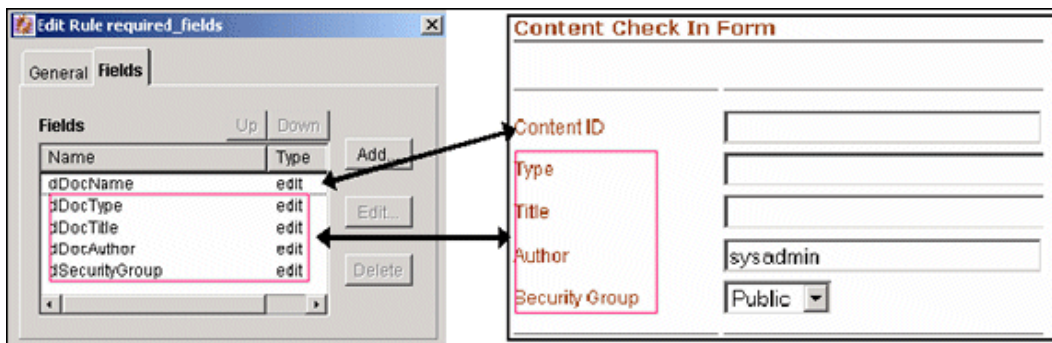 Edit Rule required_fields
General Fields
Fields Up Down
Name Type
dDocName edit
dDocType edit
dDocTitle edit
dDocAuthor edit
dSecurityGroup edit
Add...
Edit...
Delete
Content Check In Form
Content ID
Type
Title
Author sysadmin
Security Group Public